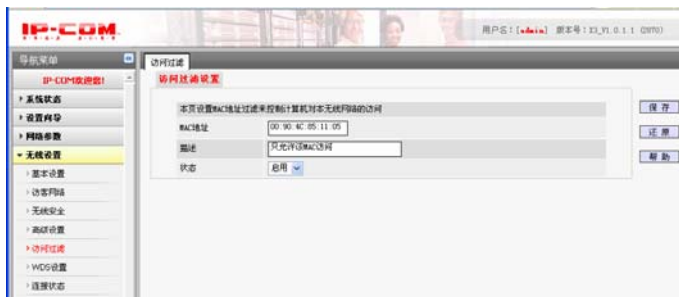 IP-COM
用户名:[admin] 版本号:X3_V1.0.1.1 (2970)
导航菜单
访问过滤
IP-COM欢迎您!
访问过滤设置
系统状态
设置向导
网络参数
无线设置
基本设置
访客网络
无线安全
高级设置
访问过滤
WDS设置
连接状态
本页设置MAC地址过滤来控制计算机对本无线网络的访问
MAC地址 00:90:4C:05:11:05
描述 只允许该MAC访问
状态 启用
保存
还原
帮助